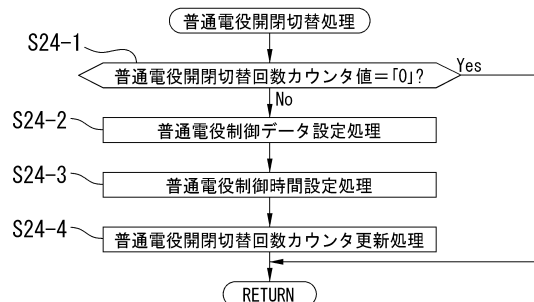 普通電役開閉切替処理
S24-1
普通電役開閉切替回数カウンタ値＝「0」？
Yes
No
S24-2
普通電役制御データ設定処理
S24-3
普通電役制御時間設定処理
S24-4
普通電役開閉切替回数カウンタ更新処理
RETURN